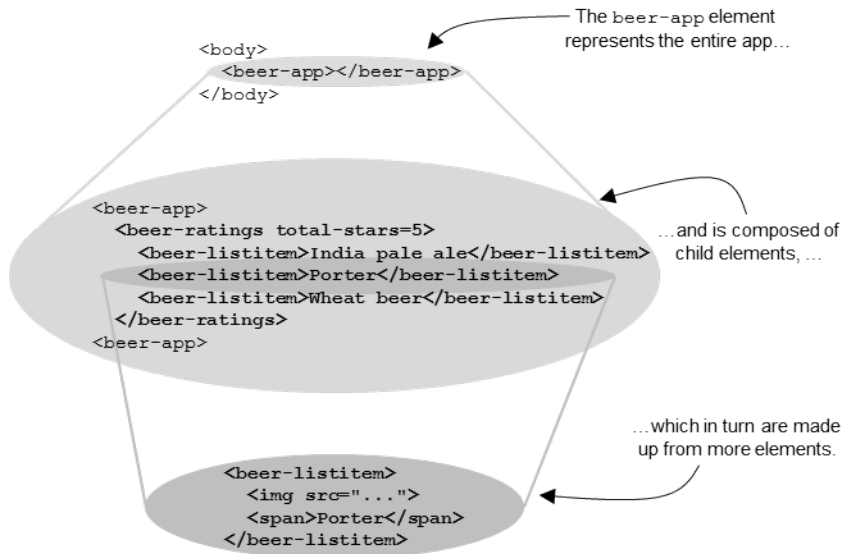 The beer-app element
represents the entire app…
<body>
<beer-app></beer-app>
</body>
<beer-app>
<beer-ratings total-stars=5>
<beer-listitem>India pale ale</beer-listitem>
<beer-listitem>Porter</beer-listitem>
<beer-listitem>Wheat beer</beer-listitem>
</beer-ratings>
<beer-app>
…and is composed of
child elements, …
…which in turn are made
up from more elements.
<beer-listitem>
<img src="...">
<span>Porter</span>
</beer-listitem>